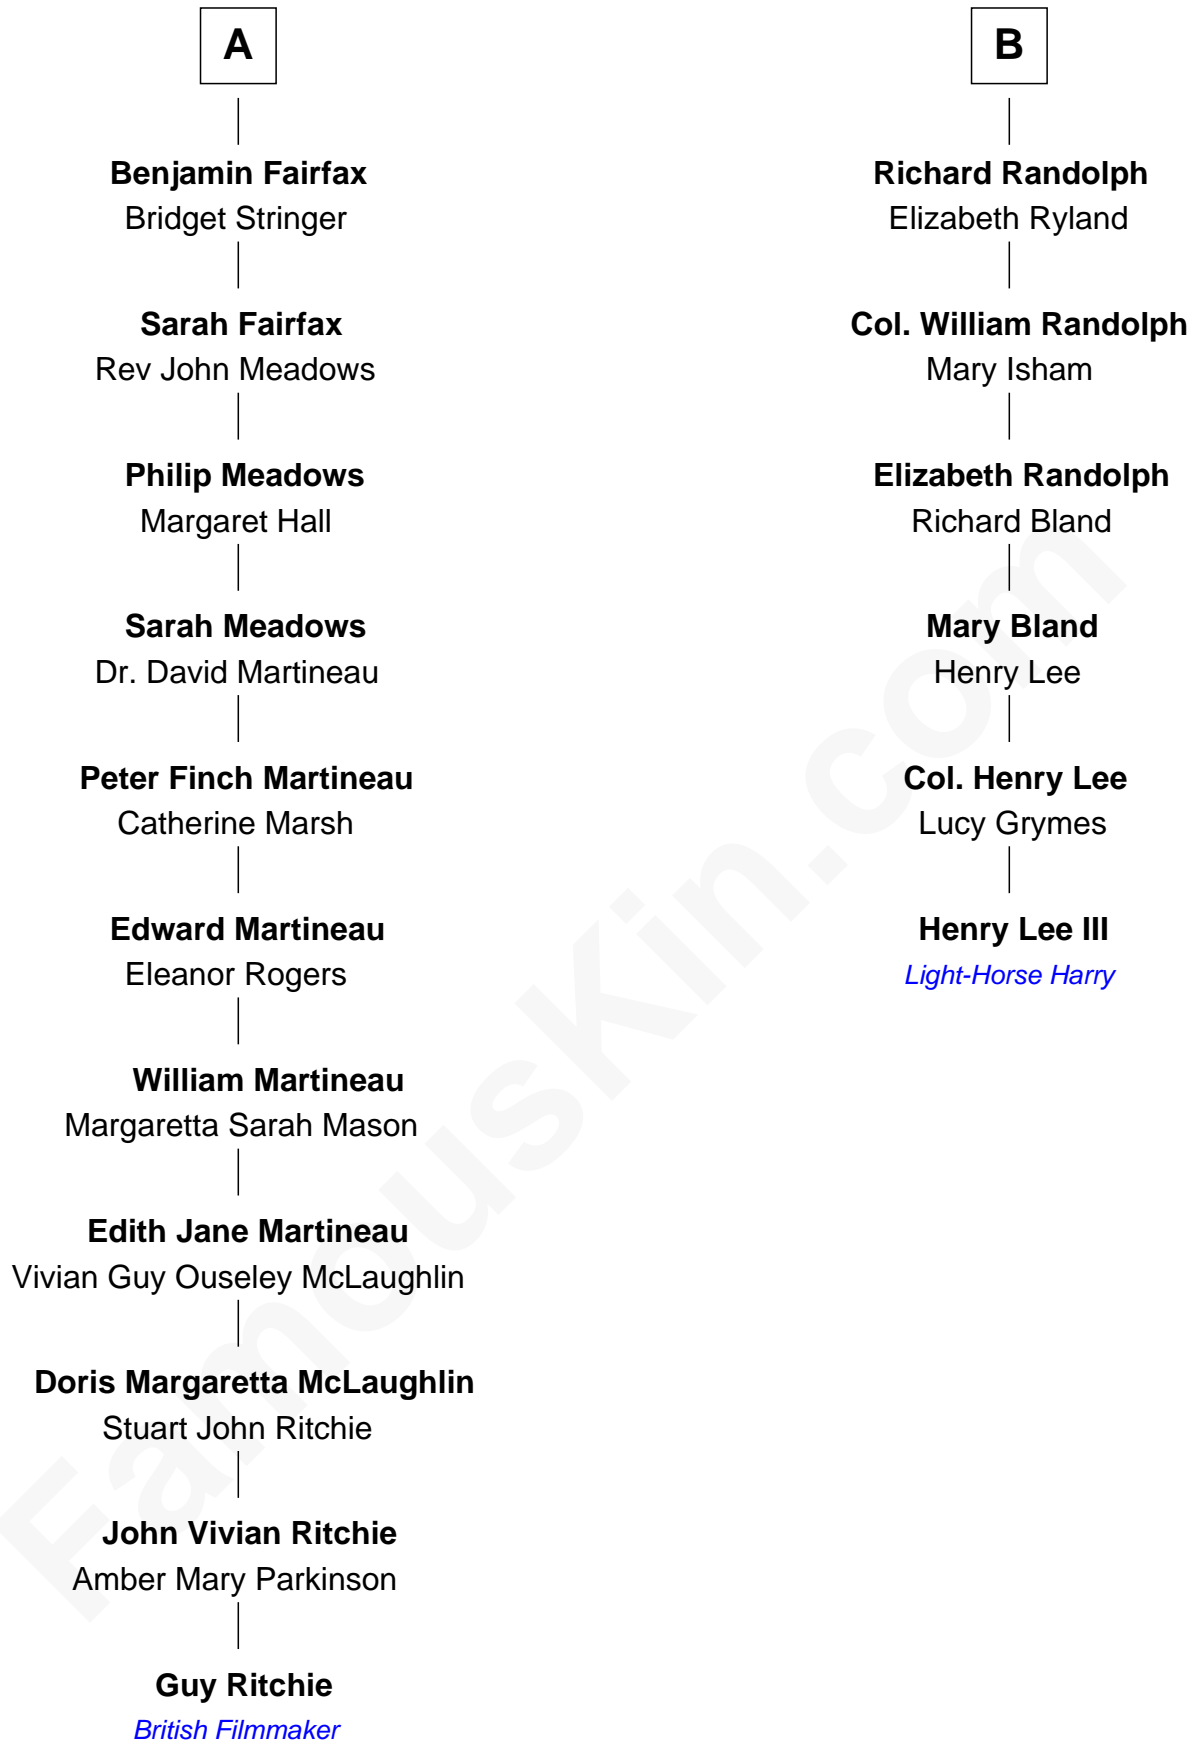 A
Benjamin Fairfax
Bridget Stringer
Sarah Fairfax
Rev John Meadows
Philip Meadows
Margaret Hall
Sarah Meadows
Dr. David Martineau
Peter Finch Martineau
Catherine Marsh
Edward Martineau
Eleanor Rogers
William Martineau
Margaretta Sarah Mason
Edith Jane Martineau
Vivian Guy Ouseley McLaughlin
Doris Margaretta McLaughlin
Stuart John Ritchie
John Vivian Ritchie
Amber Mary Parkinson
Guy Ritchie
British Filmmaker
B
Richard Randolph
Elizabeth Ryland
Col. William Randolph
Mary Isham
Elizabeth Randolph
Richard Bland
Mary Bland
Henry Lee
Col. Henry Lee
Lucy Grymes
Henry Lee III
Light-Horse Harry
FamousKin.com